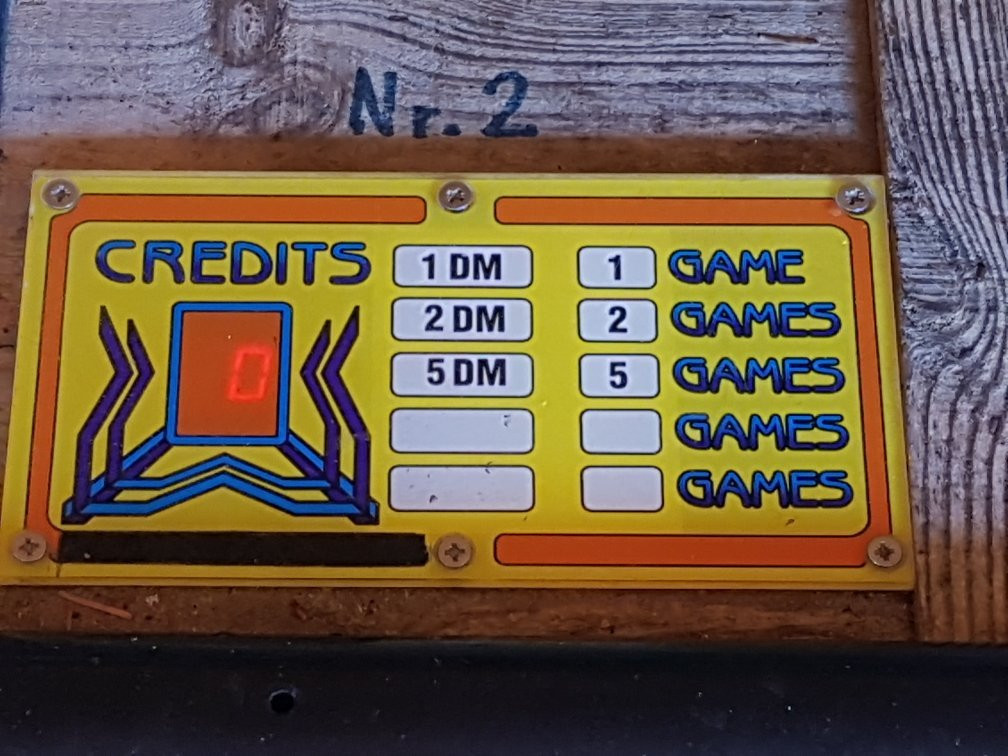 Nr. 2
CREDITS
0
1 DM 1 GAME
2 DM 2 GAMES
5 DM 5 GAMES
GAMES
GAMES